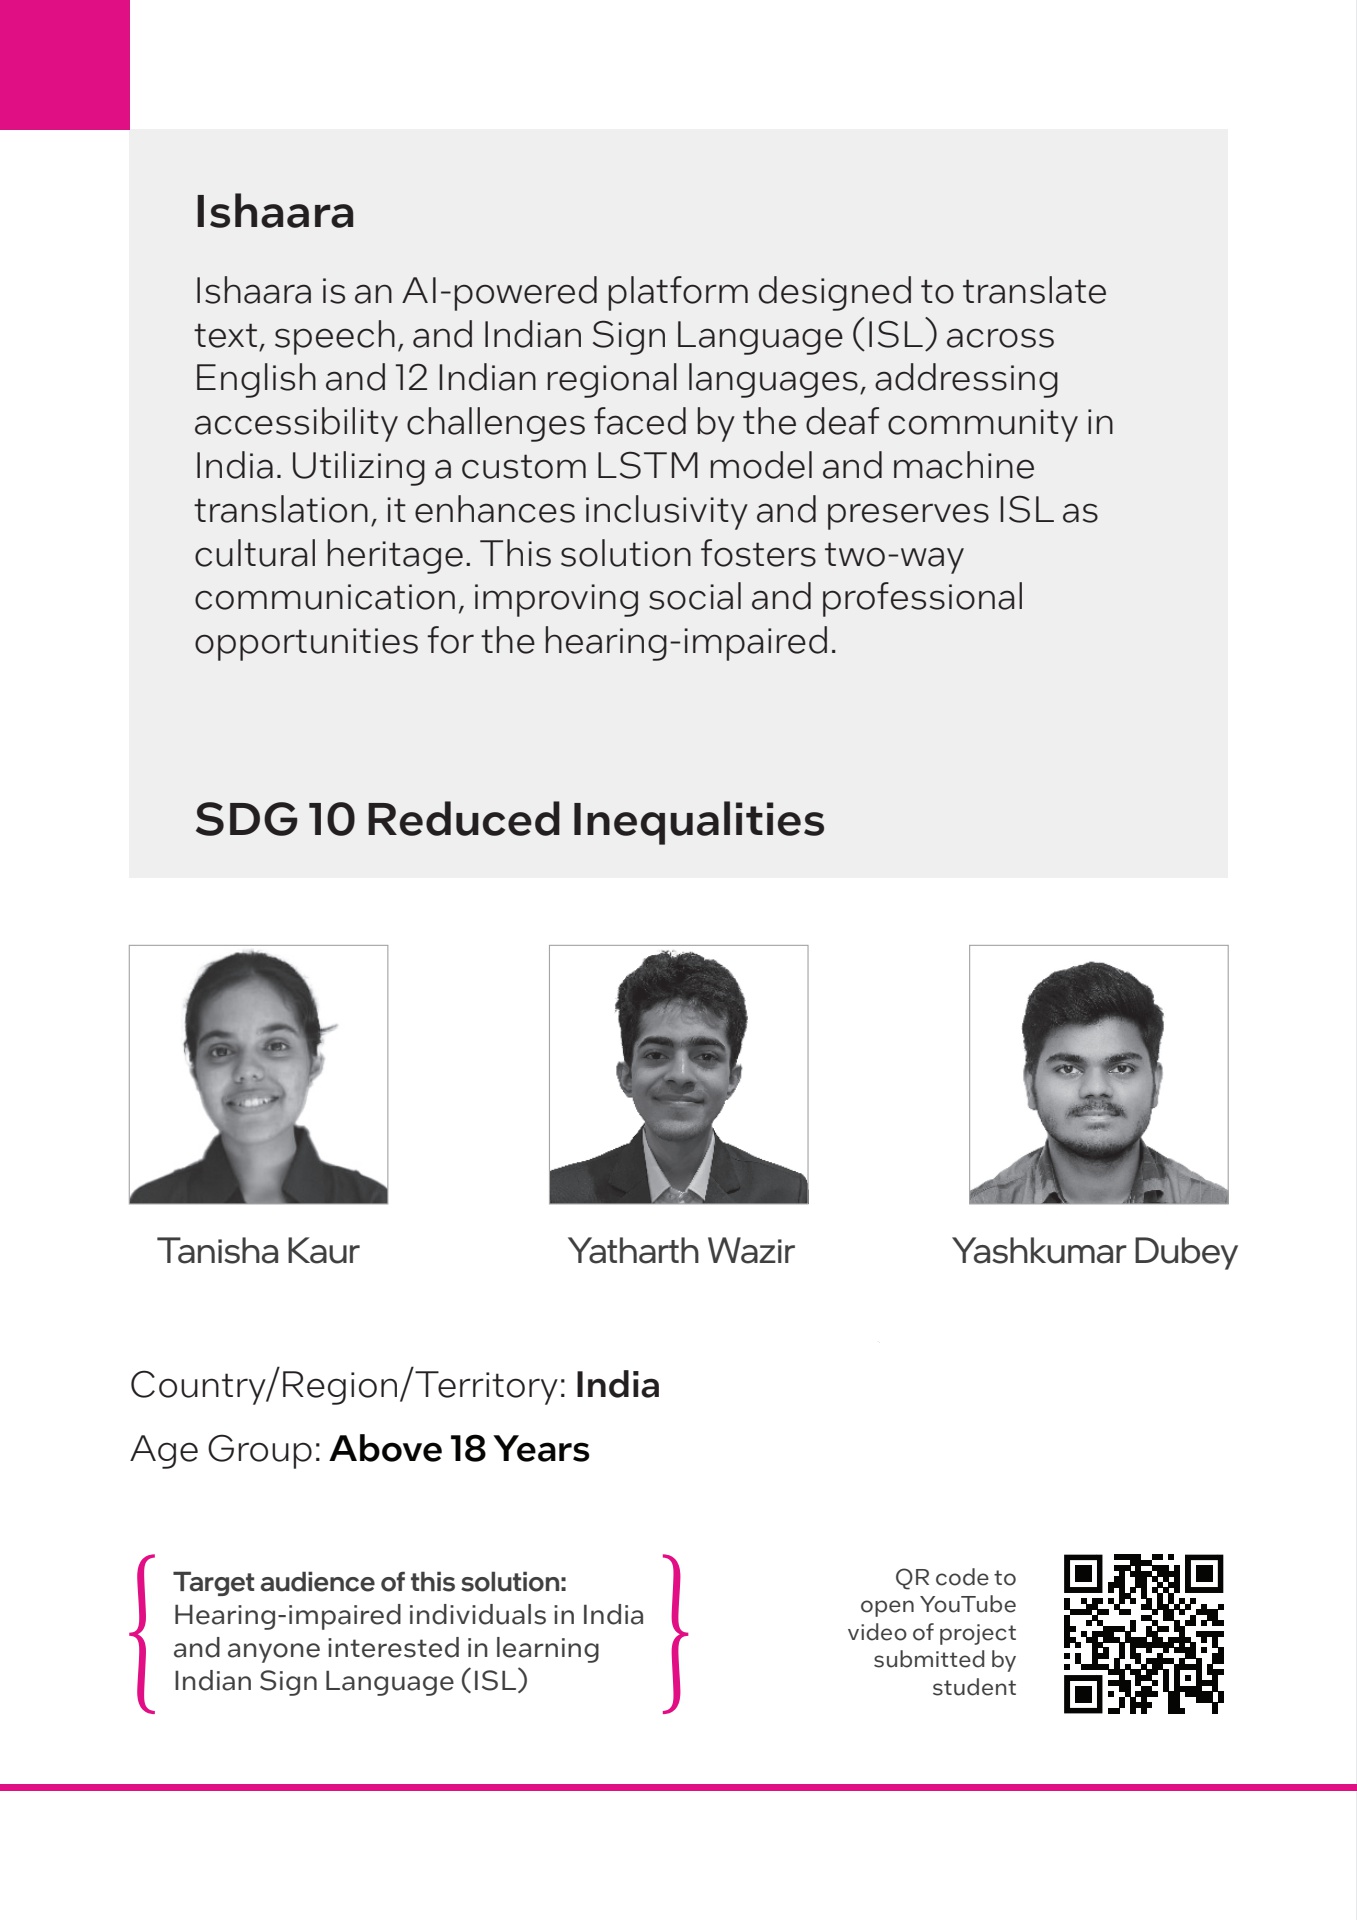 Ishaara
Ishaara is an AI-powered platform designed to translate
text, speech, and Indian Sign Language (ISL) across
English and 12 Indian regional languages, addressing
accessibility challenges faced by the deaf community in
India. Utilizing a custom LSTM model and machine
translation, it enhances inclusivity and preserves ISL as
cultural heritage. This solution fosters two-way
communication, improving social and professional
opportunities for the hearing-impaired.
SDG 10 Reduced Inequalities
Tanisha Kaur
Yatharth Wazir
Yashkumar Dubey
Country/Region/Territory: India
Age Group: Above 18 Years
Target audience of this solution:
Hearing-impaired individuals in India
and anyone interested in learning
Indian Sign Language (ISL)
QR code to
open YouTube
video of project
submitted by
student